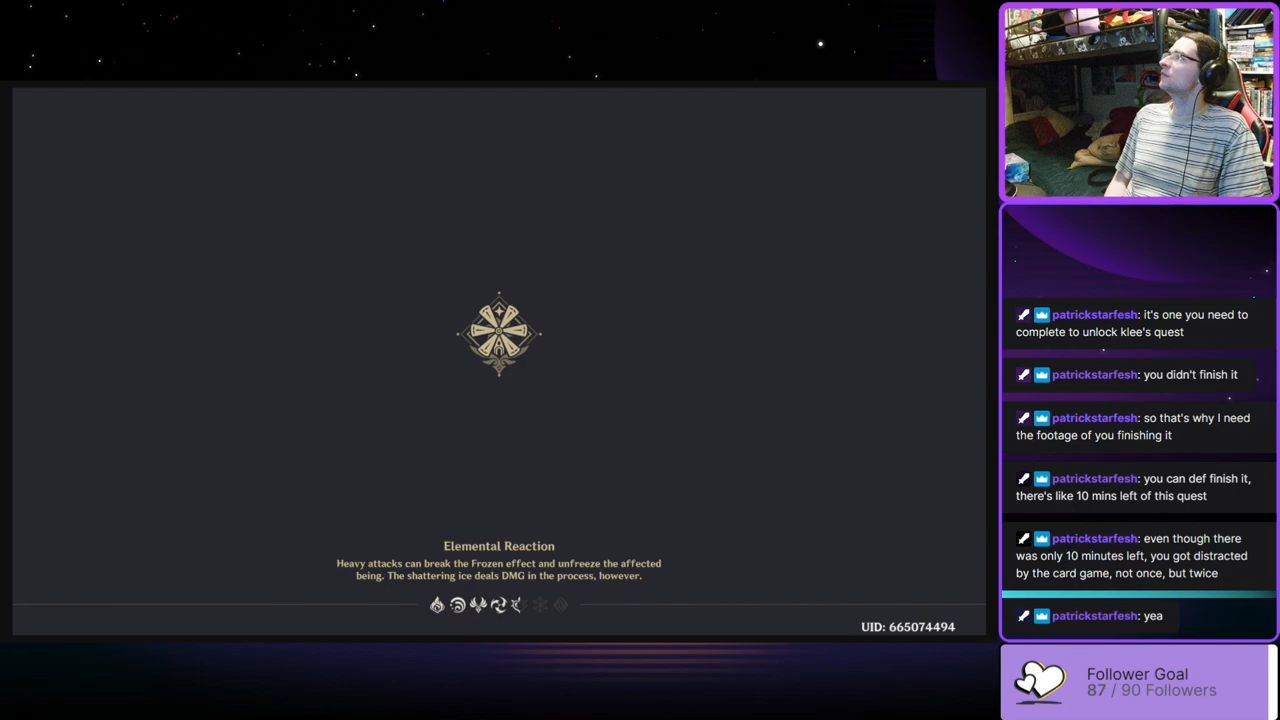 Elemental Reaction
Heavy attacks can break the Frozen effect and unfreeze the affected
being. The shattering ice deals DMG in the process, however.
UID: 665074494
patrickstarfesh: it's one you need to
complete to unlock klee's quest
patrickstarfesh: you didn't finish it
patrickstarfesh: so that's why I need
the footage of you finishing it
patrickstarfesh: you can def finish it,
there's like 10 mins left of this quest
patrickstarfesh: even though there
was only 10 minutes left, you got distracted
by the card game, not once, but twice
patrickstarfesh: yea
Follower Goal
87 / 90 Followers